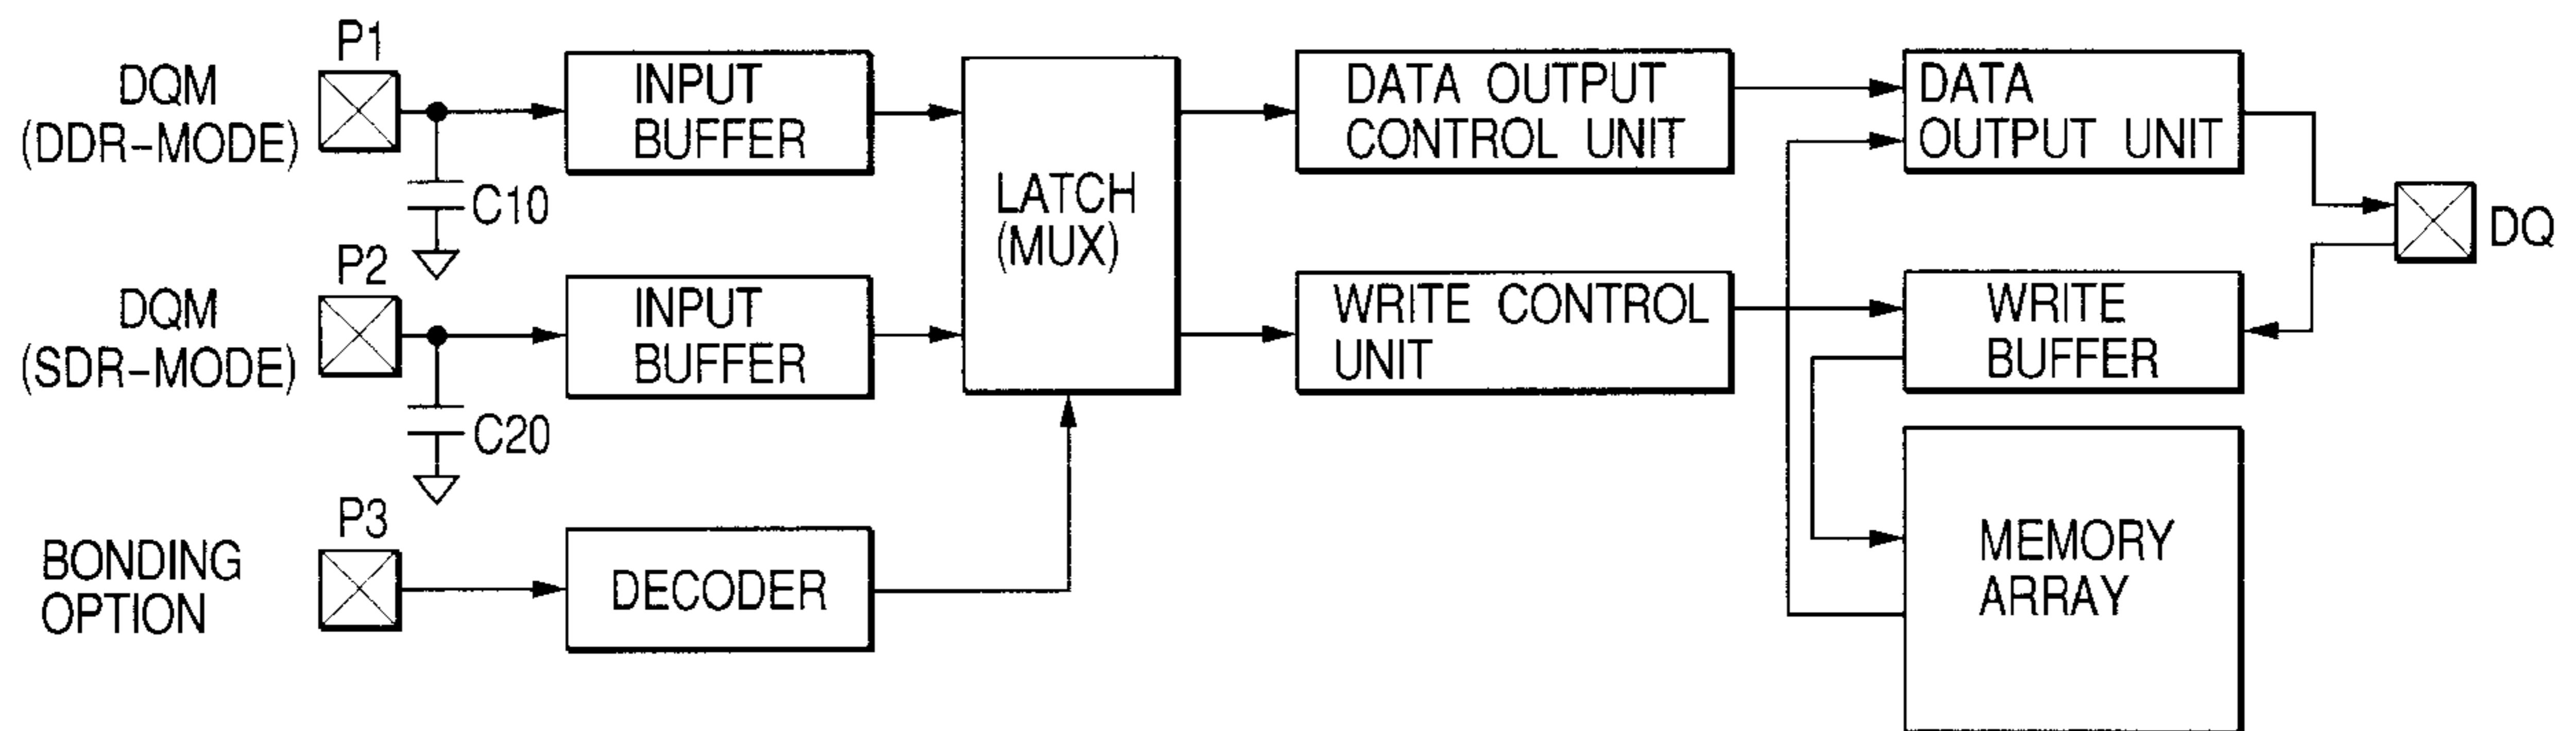 P1
DQM
(DDR-MODE)
INPUT
BUFFER
C10
LATCH
(MUX)
DATA OUTPUT
CONTROL UNIT
DATA
OUTPUT UNIT
DQ
P2
DQM
(SDR-MODE)
INPUT
BUFFER
C20
WRITE CONTROL
UNIT
WRITE
BUFFER
P3
BONDING
OPTION
DECODER
MEMORY
ARRAY